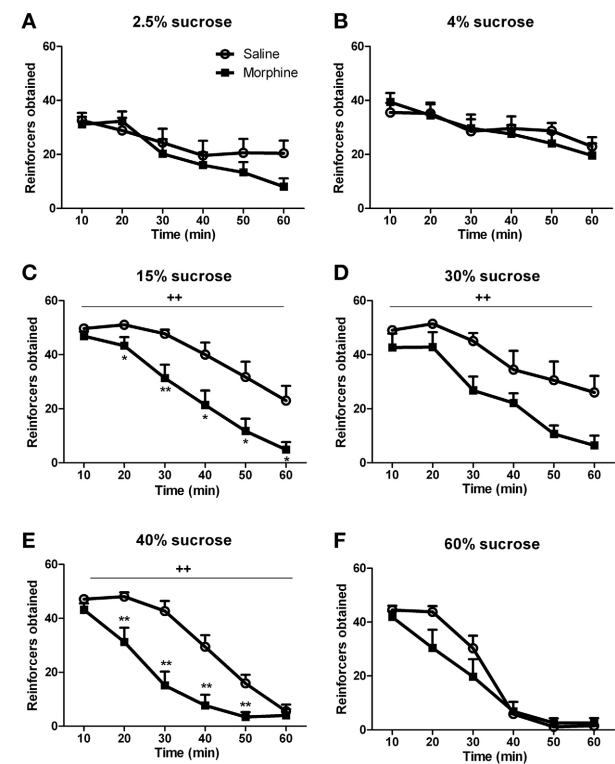 A 2.5% sucrose
Saline
Morphine
Reinforcers obtained
60
40
20
0
10 20 30 40 50 60
Time (min)
B 4% sucrose
Reinforcers obtained
60
40
20
0
10 20 30 40 50 60
Time (min)
C 15% sucrose
++
Reinforcers obtained
60
40
20
0
*
**
*
*
*
10 20 30 40 50 60
Time (min)
D 30% sucrose
++
Reinforcers obtained
60
40
20
0
10 20 30 40 50 60
Time (min)
E 40% sucrose
++
Reinforcers obtained
60
40
20
0
**
**
**
**
10 20 30 40 50 60
Time (min)
F 60% sucrose
Reinforcers obtained
60
40
20
0
10 20 30 40 50 60
Time (min)